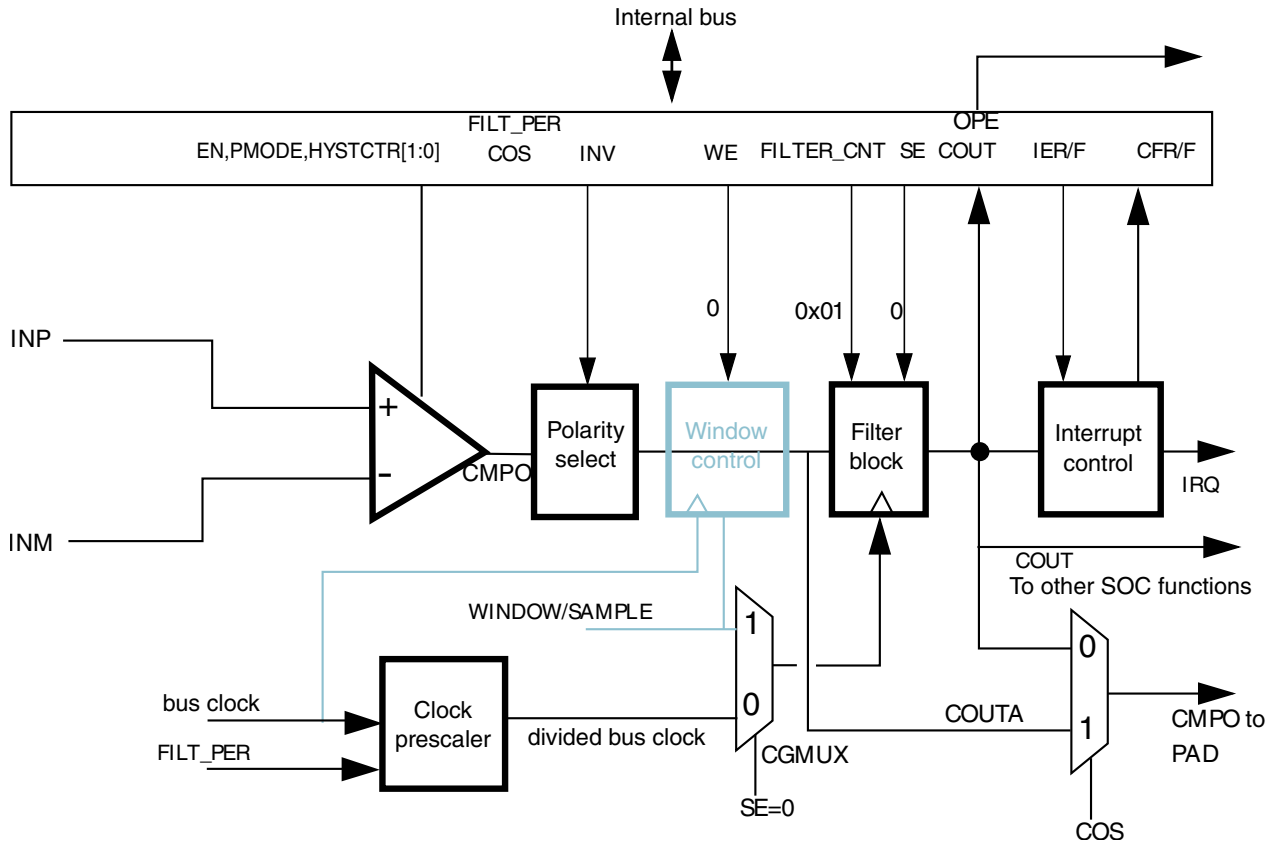 Internal bus
OPE
FILT_PER
EN,PMODE,HYSTCTR[1:0]
COS
INV
WE
FILTER_CNT
SE
COUT
IER/F
CFR/F
0
0x01
0
INP
+
-
INM
CMPO
Polarity
select
Window
control
Filter
block
Interrupt
control
IRQ
COUT
To other SOC functions
WINDOW/SAMPLE
1
0
0
1
bus clock
FILT_PER
Clock
prescaler
divided bus clock
CGMUX
SE=0
COUTA
CMPO to
PAD
COS